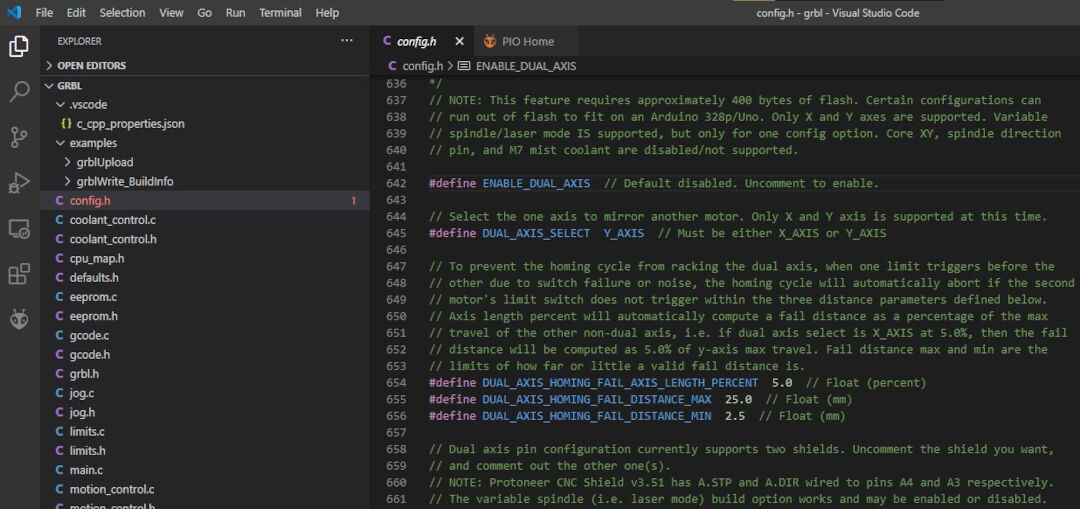 File Edit Selection View Go Run Terminal Help
config.h - grbl - Visual Studio Code
EXPLORER ...
OPEN EDITORS
GRBL
.vscode
{} c_cpp_properties.json
examples
grblUpload
grblWrite_BuildInfo
C config.h 1
C coolant_control.c
C coolant_control.h
C cpu_map.h
C defaults.h
C eeprom.c
C eeprom.h
C gcode.c
C gcode.h
C grbl.h
C jog.c
C jog.h
C limits.c
C limits.h
C main.c
C motion_control.c
C motion_control.h
C config.h PIO Home
C config.h > ENABLE_DUAL_AXIS
636 */
637 // NOTE: This feature requires approximately 400 bytes of flash. Certain configurations can
638 // run out of flash to fit on an Arduino 328p/Uno. Only X and Y axes are supported. Variable
639 // spindle/laser mode IS supported, but only for one config option. Core XY, spindle direction
640 // pin, and M7 mist coolant are disabled/not supported.
641
642 #define ENABLE_DUAL_AXIS // Default disabled. Uncomment to enable.
643
644 // Select the one axis to mirror another motor. Only X and Y axis is supported at this time.
645 #define DUAL_AXIS_SELECT Y_AXIS // Must be either X_AXIS or Y_AXIS
646
647 // To prevent the homing cycle from racking the dual axis, when one limit triggers before the
648 // other due to switch failure or noise, the homing cycle will automatically abort if the second
649 // motor's limit switch does not trigger within the three distance parameters defined below.
650 // Axis length percent will automatically compute a fail distance as a percentage of the max
651 // travel of the other non-dual axis, i.e. if dual axis select is X_AXIS at 5.0%, then the fail
652 // distance will be computed as 5.0% of y-axis max travel. Fail distance max and min are the
653 // limits of how far or little a valid fail distance is.
654 #define DUAL_AXIS_HOMING_FAIL_AXIS_LENGTH_PERCENT 5.0 // Float (percent)
655 #define DUAL_AXIS_HOMING_FAIL_DISTANCE_MAX 25.0 // Float (mm)
656 #define DUAL_AXIS_HOMING_FAIL_DISTANCE_MIN 2.5 // Float (mm)
657
658 // Dual axis pin configuration currently supports two shields. Uncomment the shield you want,
659 // and comment out the other one(s).
660 // NOTE: Protoneer CNC Shield v3.51 has A.STP and A.DIR wired to pins A4 and A3 respectively.
661 // The variable spindle (i.e. laser mode) build option works and may be enabled or disabled.